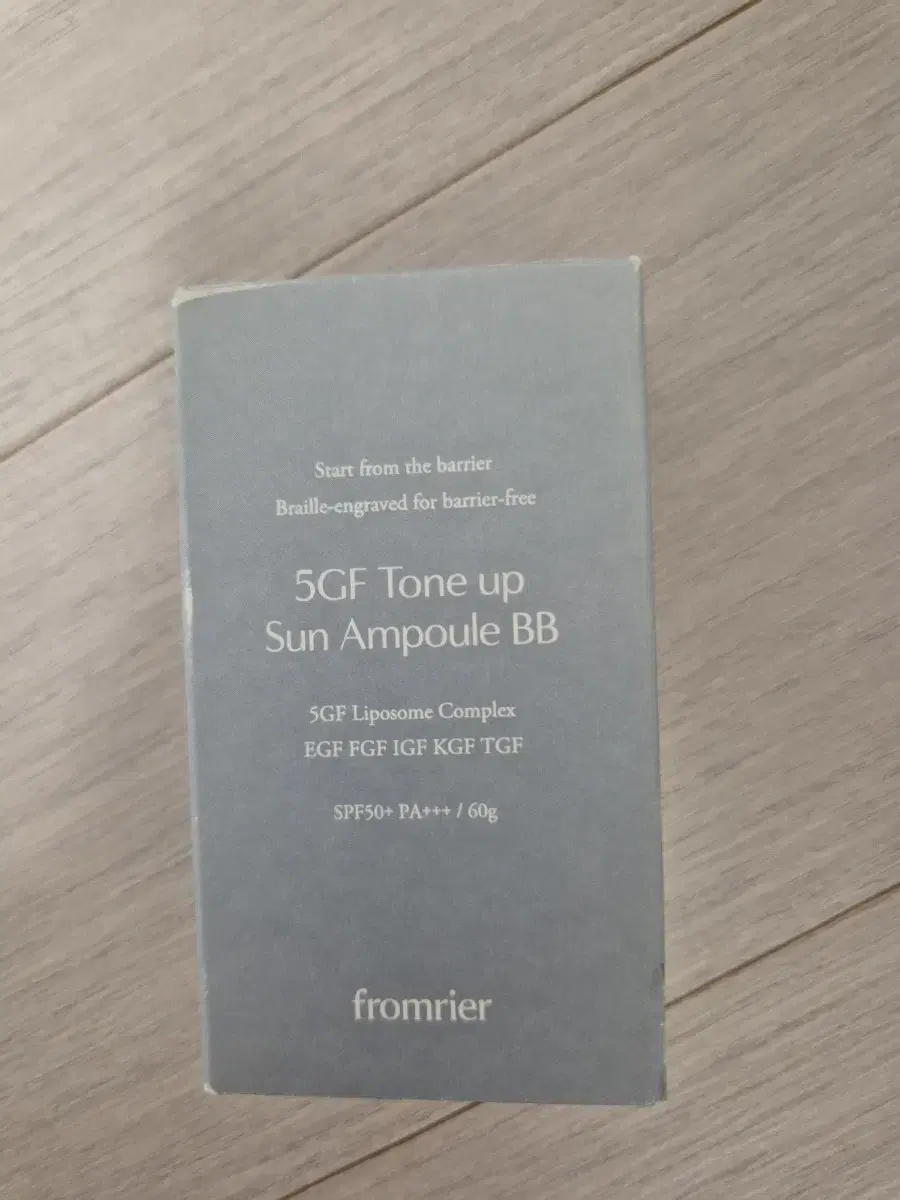 Start from the barrier
Braille-engraved for barrier-free
5GF Tone up
Sun Ampoule BB
5GF Liposome Complex
EGF FGF IGF KGF TGF
SPF50+ PA+++ / 60g
fromrier